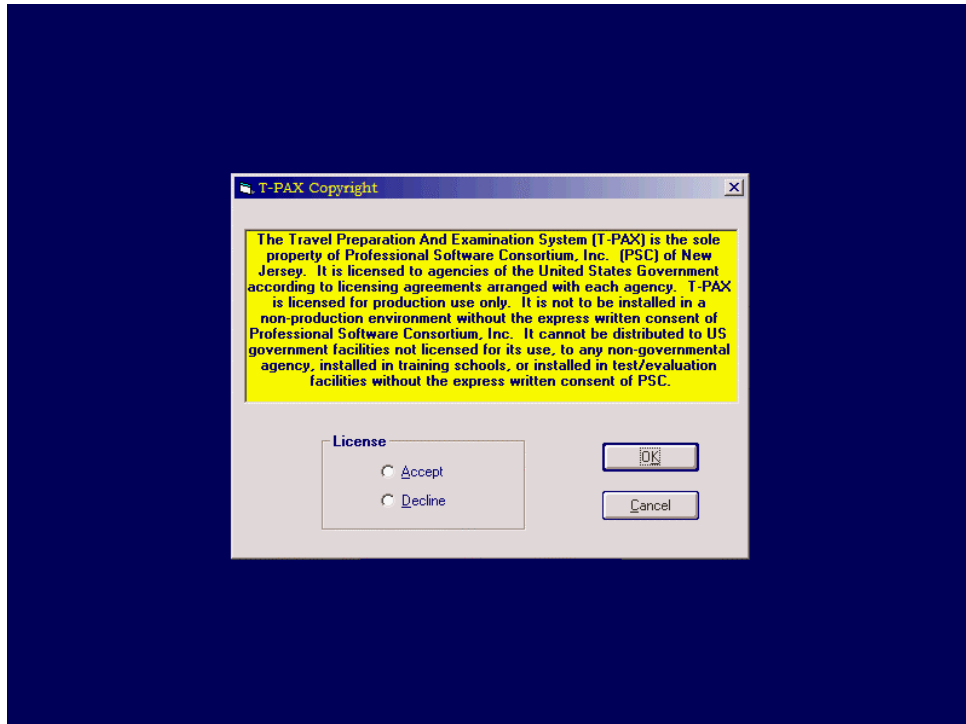 T-PAX Copyright
The Travel Preparation And Examination System (T-PAX) is the sole
property of Professional Software Consortium, Inc. (PSC) of New
Jersey. It is licensed to agencies of the United States Government
according to licensing agreements arranged with each agency. T-PAX
is licensed for production use only. It is not to be installed in a
non-production environment without the express written consent of
Professional Software Consortium, Inc. It cannot be distributed to US
government facilities not licensed for its use, to any non-governmental
agency, installed in training schools, or installed in test/evaluation
facilities without the express written consent of PSC.
License
Accept
Decline
OK
Cancel